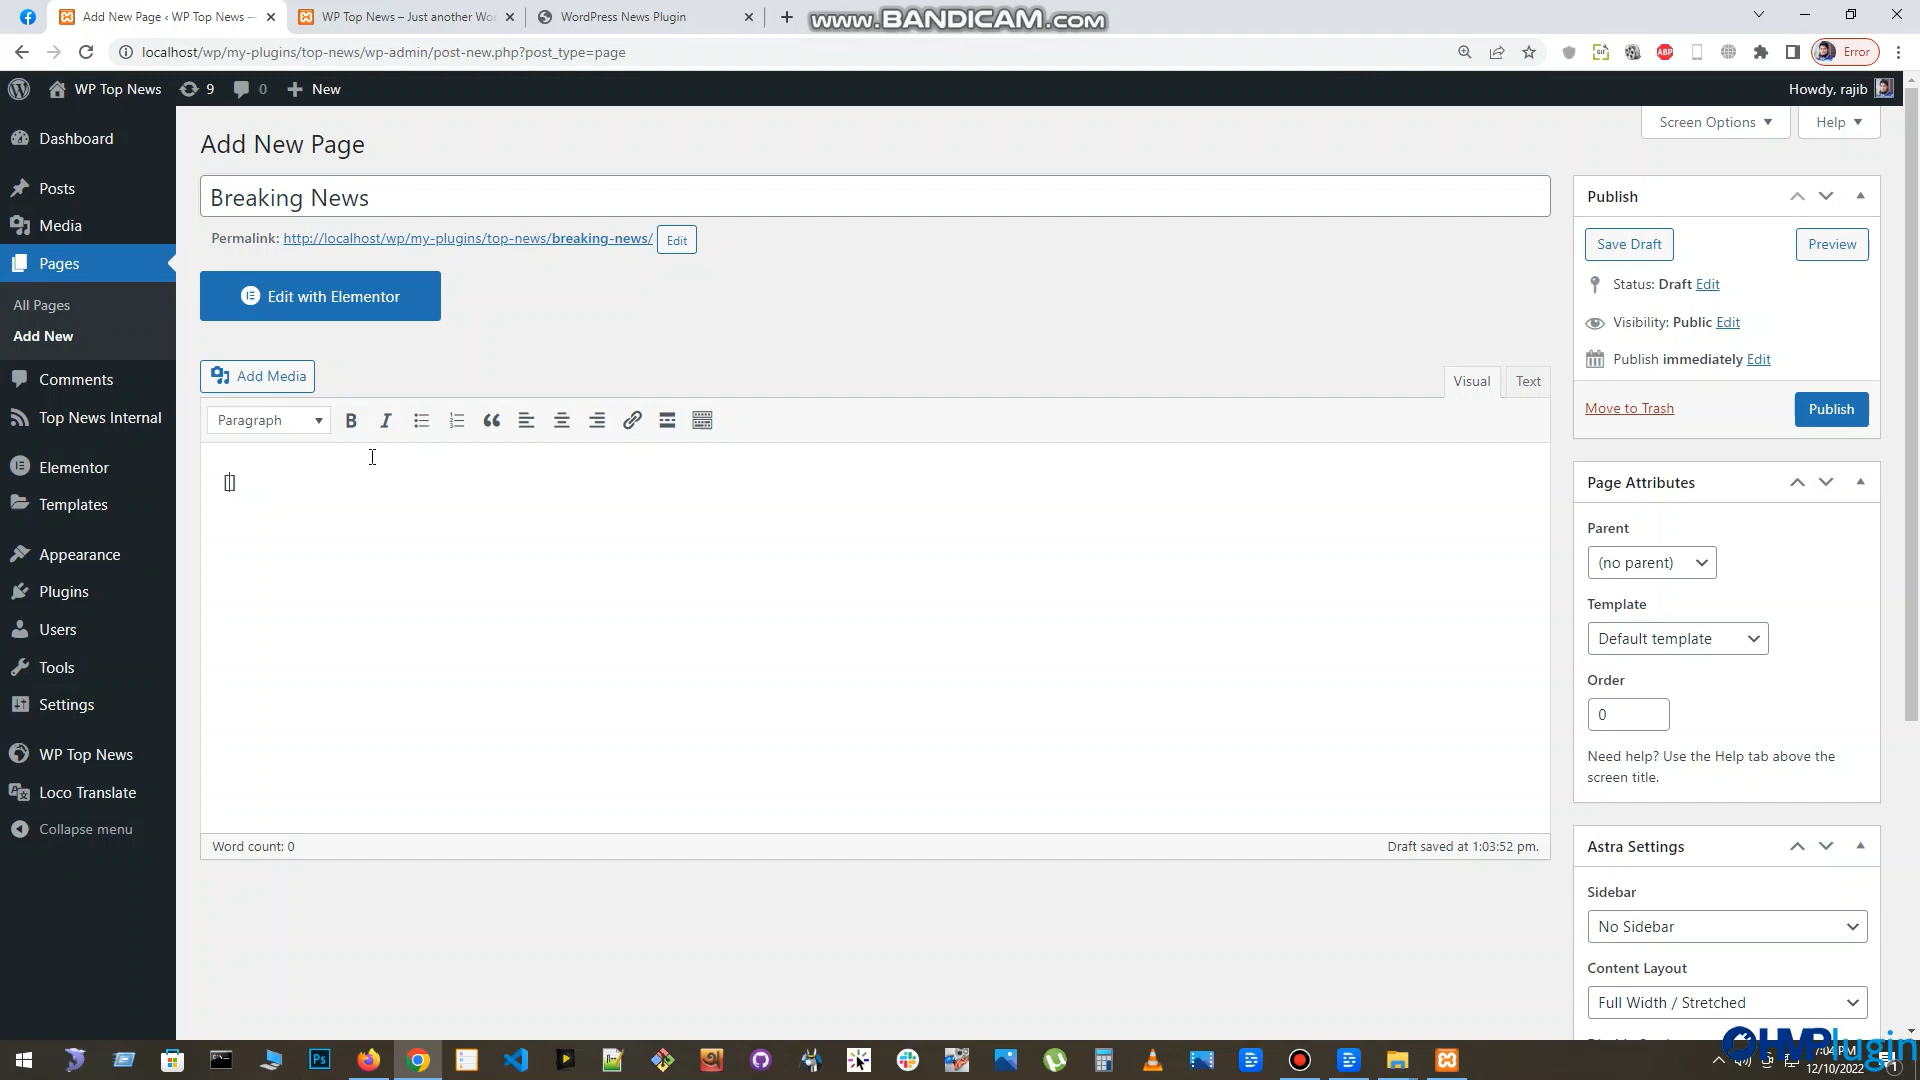 Add New Page ‹ WP Top News —
WP Top News – Just another Wo
WordPress News Plugin
www.BANDICAM.com
localhost/wp/my-plugins/top-news/wp-admin/post-new.php?post_type=page
Error
WP Top News
9
0
New
Howdy, rajib
Dashboard
Posts
Media
Pages
All Pages
Add New
Comments
Top News Internal
Elementor
Templates
Appearance
Plugins
Users
Tools
Settings
WP Top News
Loco Translate
Collapse menu
Screen Options
Help
Add New Page
Breaking News
Permalink: http://localhost/wp/my-plugins/top-news/breaking-news/ Edit
Edit with Elementor
Add Media
Visual
Text
Paragraph
[]
Word count: 0
Draft saved at 1:03:52 pm.
Publish
Save Draft
Preview
Status: Draft Edit
Visibility: Public Edit
Publish immediately Edit
Move to Trash
Publish
Page Attributes
Parent
(no parent)
Template
Default template
Order
0
Need help? Use the Help tab above the
screen title.
Astra Settings
Sidebar
No Sidebar
Content Layout
Full Width / Stretched
HMPlugin
12/10/2022